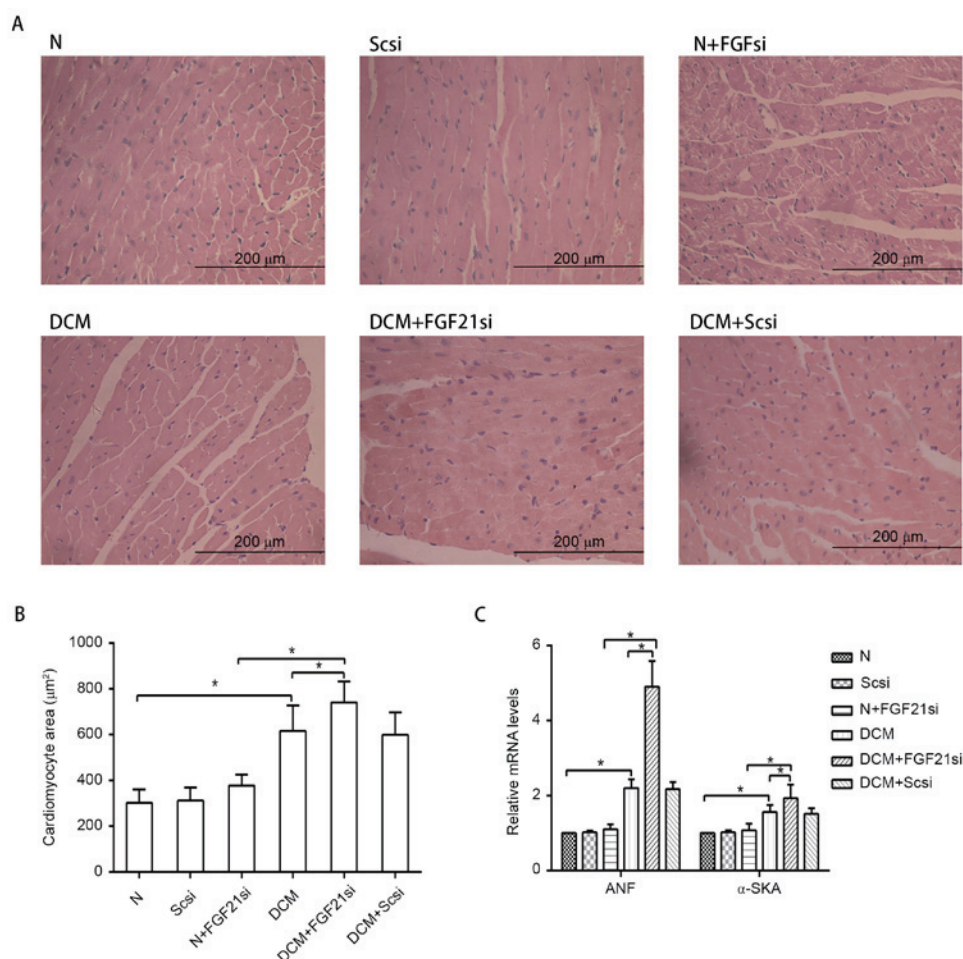 A
N
Scsi
N+FGFsi
200 μm
200 μm
200 μm
DCM
DCM+FGF21si
DCM+Scsi
200 μm
200 μm
200 μm
B
Cardiomyocyte area (μm²)
1000
800
600
400
200
0
*
*
*
N
Scsi
N+FGF21si
DCM
DCM+FGF21si
DCM+Scsi
C
Relative mRNA levels
6
4
2
0
*
*
*
*
*
*
ANF
α-SKA
N
Scsi
N+FGF21si
DCM
DCM+FGF21si
DCM+Scsi